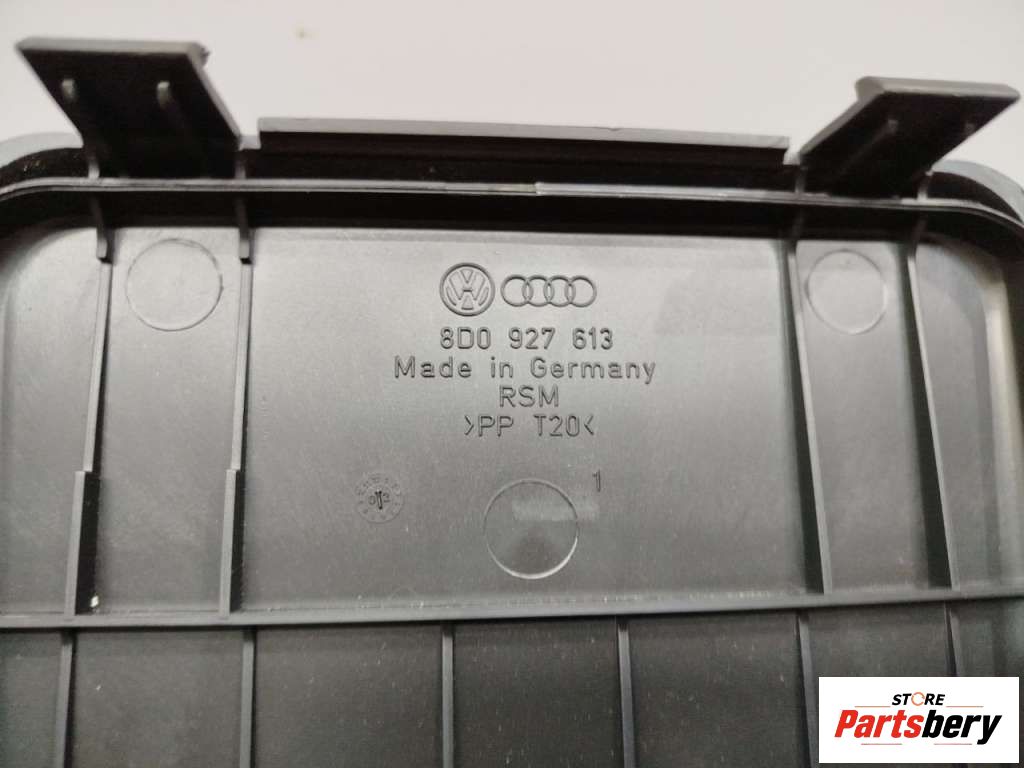 8D0 927 613
Made in Germany
RSM
>PP T20<
1
STORE
Partsbery